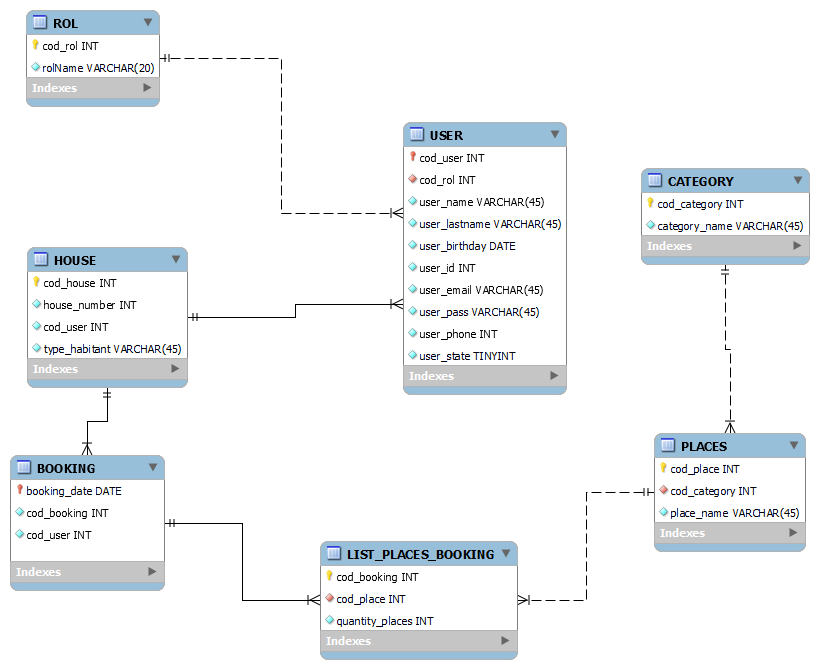 ROL
cod_rol INT
rolName VARCHAR(20)
Indexes
USER
cod_user INT
cod_rol INT
user_name VARCHAR(45)
user_lastname VARCHAR(45)
user_birthday DATE
user_id INT
user_email VARCHAR(45)
user_pass VARCHAR(45)
user_phone INT
user_state TINYINT
Indexes
CATEGORY
cod_category INT
category_name VARCHAR(45)
Indexes
HOUSE
cod_house INT
house_number INT
cod_user INT
type_habitant VARCHAR(45)
Indexes
PLACES
cod_place INT
cod_category INT
place_name VARCHAR(45)
Indexes
BOOKING
booking_date DATE
cod_booking INT
cod_user INT
Indexes
LIST_PLACES_BOOKING
cod_booking INT
cod_place INT
quantity_places INT
Indexes